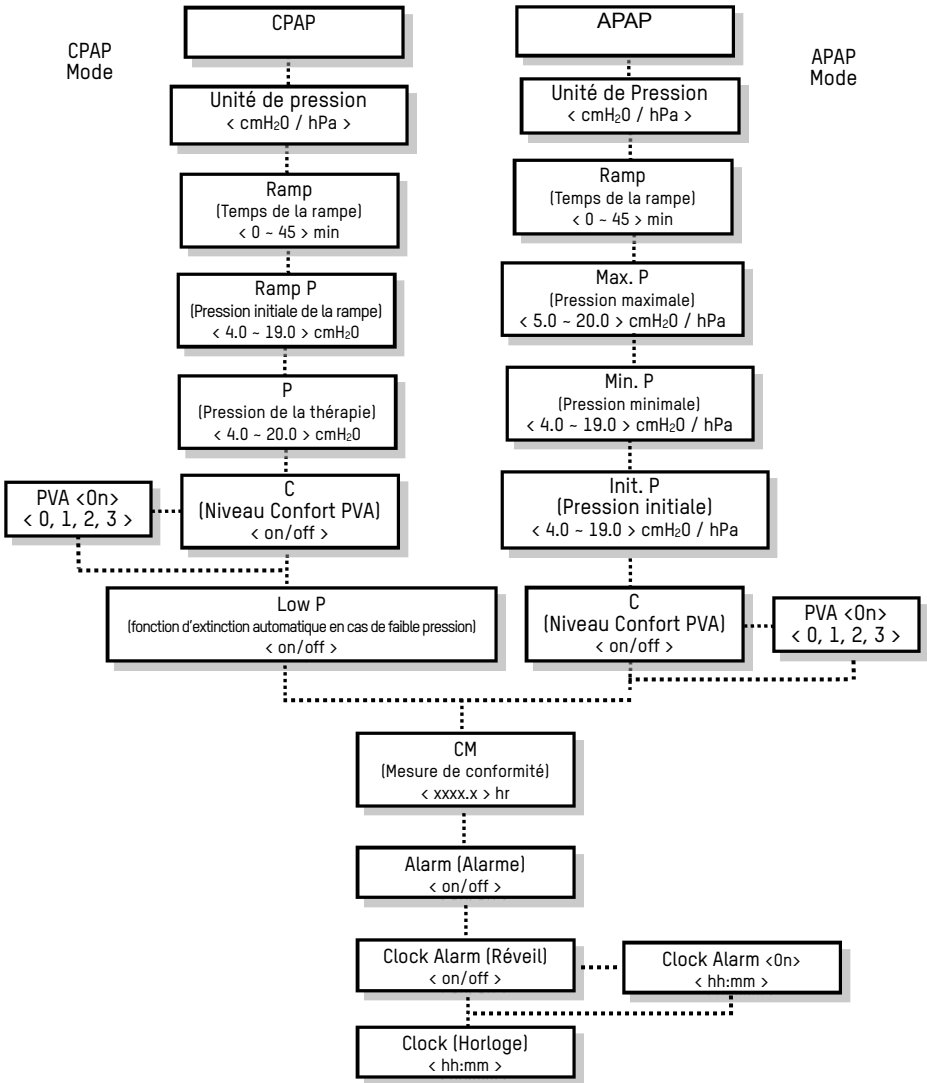 CPAP
Mode
CPAP
Unité de pression
< cmH₂O / hPa >
Ramp
(Temps de la rampe)
< 0 ~ 45 > min
Ramp P
(Pression initiale de la rampe)
< 4.0 ~ 19.0 > cmH₂O
P
(Pression de la thérapie)
< 4.0 ~ 20.0 > cmH₂O
C
(Niveau Confort PVA)
< on/off >
PVA <On>
< 0, 1, 2, 3 >
Low P
(fonction d'extinction automatique en cas de faible pression)
< on/off >
APAP
APAP
Mode
Unité de Pression
< cmH₂O / hPa >
Ramp
(Temps de la rampe)
< 0 ~ 45 > min
Max. P
(Pression maximale)
< 5.0 ~ 20.0 > cmH₂O / hPa
Min. P
(Pression minimale)
< 4.0 ~ 19.0 > cmH₂O / hPa
Init. P
(Pression initiale)
< 4.0 ~ 19.0 > cmH₂O / hPa
C
(Niveau Confort PVA)
< on/off >
PVA <On>
< 0, 1, 2, 3 >
CM
(Mesure de conformité)
< xxxx.x > hr
Alarm (Alarme)
< on/off >
Clock Alarm (Réveil)
< on/off >
Clock Alarm <On>
< hh:mm >
Clock (Horloge)
< hh:mm >